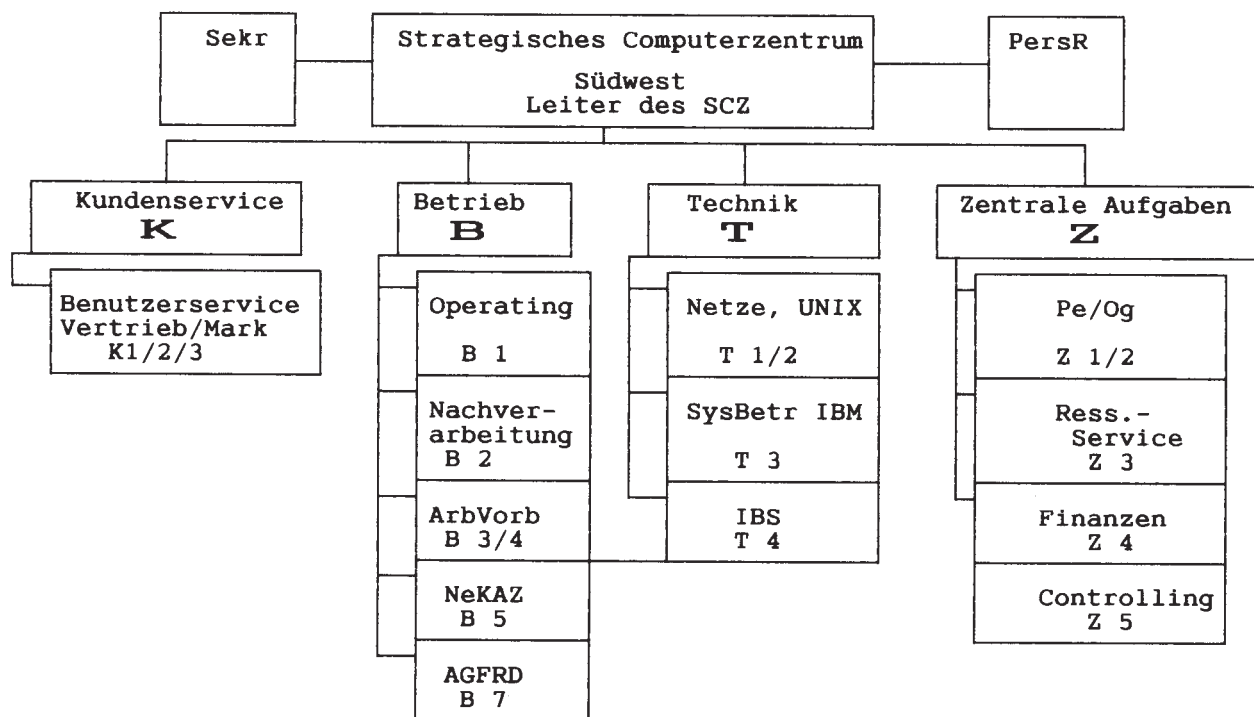 Sekr
Strategisches Computerzentrum
Südwest
Leiter des SCZ
PersR
Kundenservice
K
Betrieb
B
Technik
T
Zentrale Aufgaben
Z
Benutzerservice
Vertrieb/Mark
K1/2/3
Operating
B 1
Nachver-
arbeitung
B 2
ArbVorb
B 3/4
NeKAZ
B 5
AGFRD
B 7
Netze, UNIX
T 1/2
SysBetr IBM
T 3
IBS
T 4
Pe/Og
Z 1/2
Ress.-
Service
Z 3
Finanzen
Z 4
Controlling
Z 5